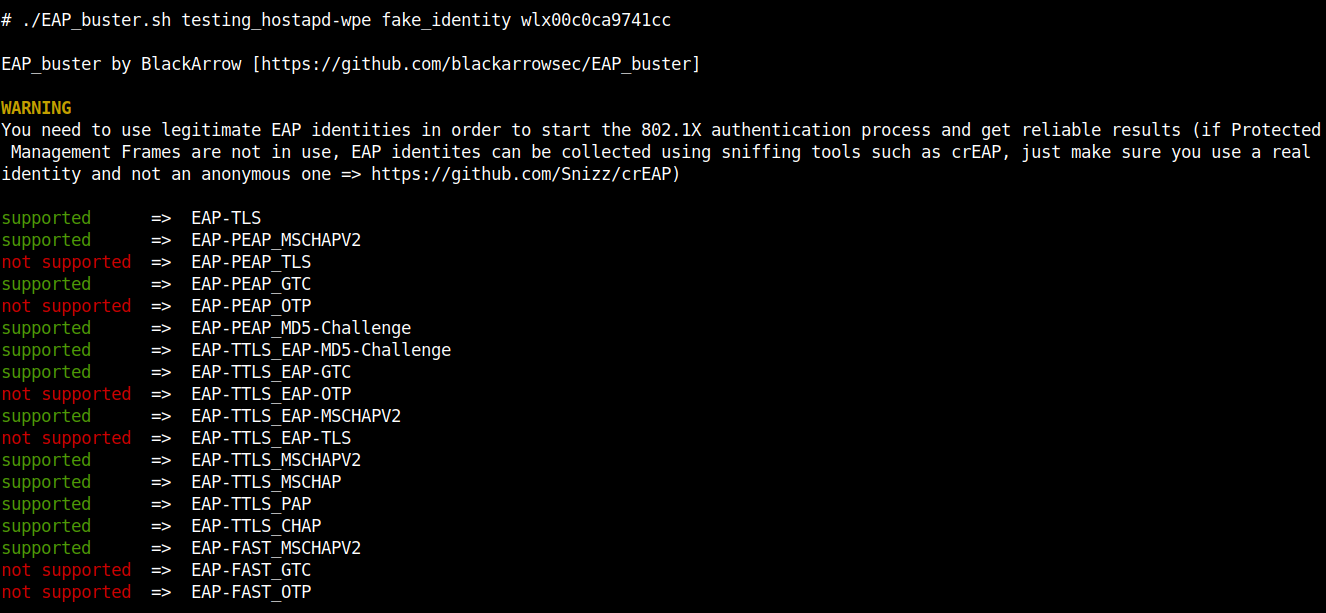 # ./EAP_buster.sh testing_hostapd-wpe fake_identity wlx00c0ca9741cc
EAP_buster by BlackArrow [https://github.com/blackarrowsec/EAP_buster]
WARNING
You need to use legitimate EAP identities in order to start the 802.1X authentication process and get reliable results (if Protected
Management Frames are not in use, EAP identites can be collected using sniffing tools such as crEAP, just make sure you use a real
identity and not an anonymous one => https://github.com/Snizz/crEAP)
supported      =>  EAP-TLS
supported      =>  EAP-PEAP_MSCHAPV2
not supported  =>  EAP-PEAP_TLS
supported      =>  EAP-PEAP_GTC
not supported  =>  EAP-PEAP_OTP
supported      =>  EAP-PEAP_MD5-Challenge
supported      =>  EAP-TTLS_EAP-MD5-Challenge
supported      =>  EAP-TTLS_EAP-GTC
not supported  =>  EAP-TTLS_EAP-OTP
supported      =>  EAP-TTLS_EAP-MSCHAPV2
not supported  =>  EAP-TTLS_EAP-TLS
supported      =>  EAP-TTLS_MSCHAPV2
supported      =>  EAP-TTLS_MSCHAP
supported      =>  EAP-TTLS_PAP
supported      =>  EAP-TTLS_CHAP
supported      =>  EAP-FAST_MSCHAPV2
not supported  =>  EAP-FAST_GTC
not supported  =>  EAP-FAST_OTP